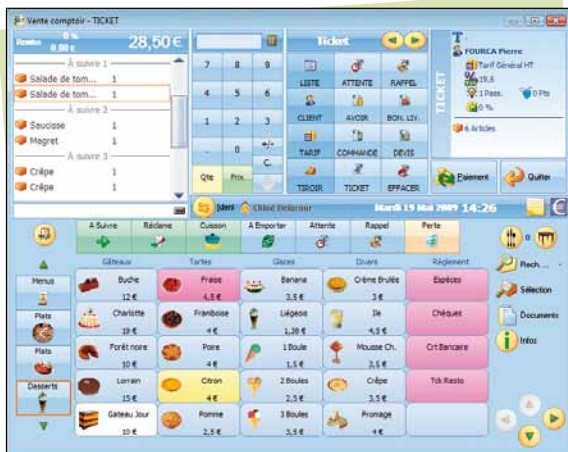 Vente comptoir - TICKET
Remise 0 % 0,00 € 28,50 €
À suivre 1
Salade de tom... 1
Salade de tom... 1
À suivre 2
Saucisse 1
Magret 1
À suivre 3
Crêpe 1
Crêpe 1
7 8 9
4 5 6
1 2 3 +/-
. 0 C
Qte Prix
Ticket
LISTE ATTENTE RAPPEL
CLIENT AVOIR BON. LIV.
TARIF COMMANDE DEVIS
TIROIR TICKET EFFACER
TICKET
T
FOURCA Pierre
Tarif Général HT
19,6
1 Pass. 0 Pts
0 %
6 Articles
Paiement Quitter
Ident Chloé Delacour Mardi 19 Mai 2009 14:26
A Suivre Réclame Cuisson A Emporter Attente Rappel Perte
0
Menus
Plats
Plats
Desserts
Gâteaux Tartes Glaces Divers Réglement
Buche 12 € Fraise 4,5 € Banana 3,5 € Crème Brulée 3 € Espèces
Charlotte 19 € Framboise 4 € Liégeois 1,38 € Ile 4,5 € Chèques
Forêt noire 10 € Poire 4 € 1 Boule 1,5 € Mousse Ch. 3,5 € Crt Bancaire
Lorrain 15 € Citron 4 € 2 Boules 2,5 € Crêpe 3,5 € Tck Resto
Gateau Jour 10 € Pomme 2,5 € 3 Boules 3,5 € Fromage 4 €
Rech. ...
Sélection
Documents
Infos